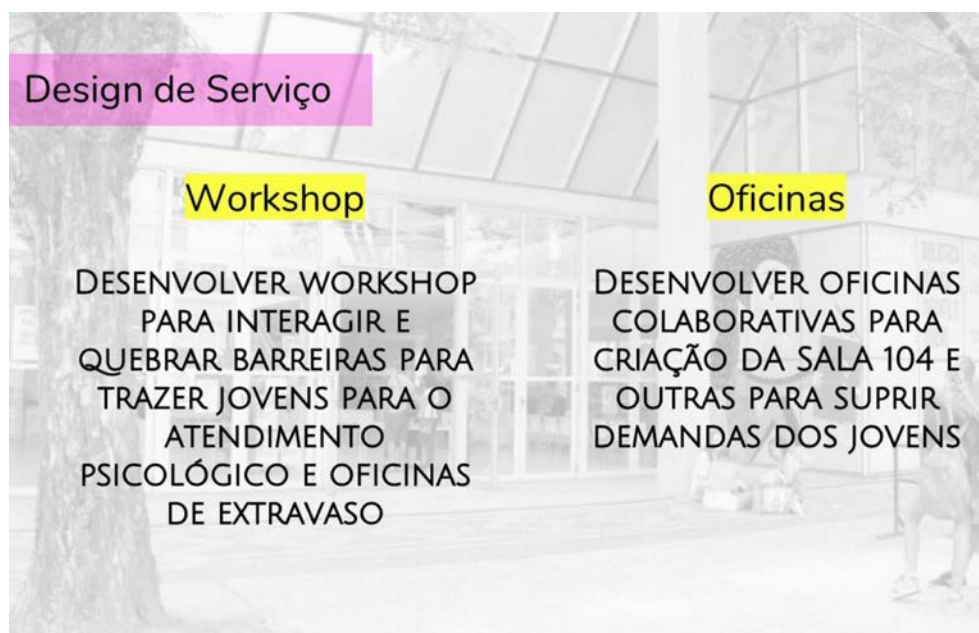 Design de Serviço
Workshop
DESENVOLVER WORKSHOP
PARA INTERAGIR E
QUEBRAR BARREIRAS PARA
TRAZER JOVENS PARA O
ATENDIMENTO
PSICOLÓGICO E OFICINAS
DE EXTRAVASO
Oficinas
DESENVOLVER OFICINAS
COLABORATIVAS PARA
CRIAÇÃO DA SALA 104 E
OUTRAS PARA SUPRIR
DEMANDAS DOS JOVENS